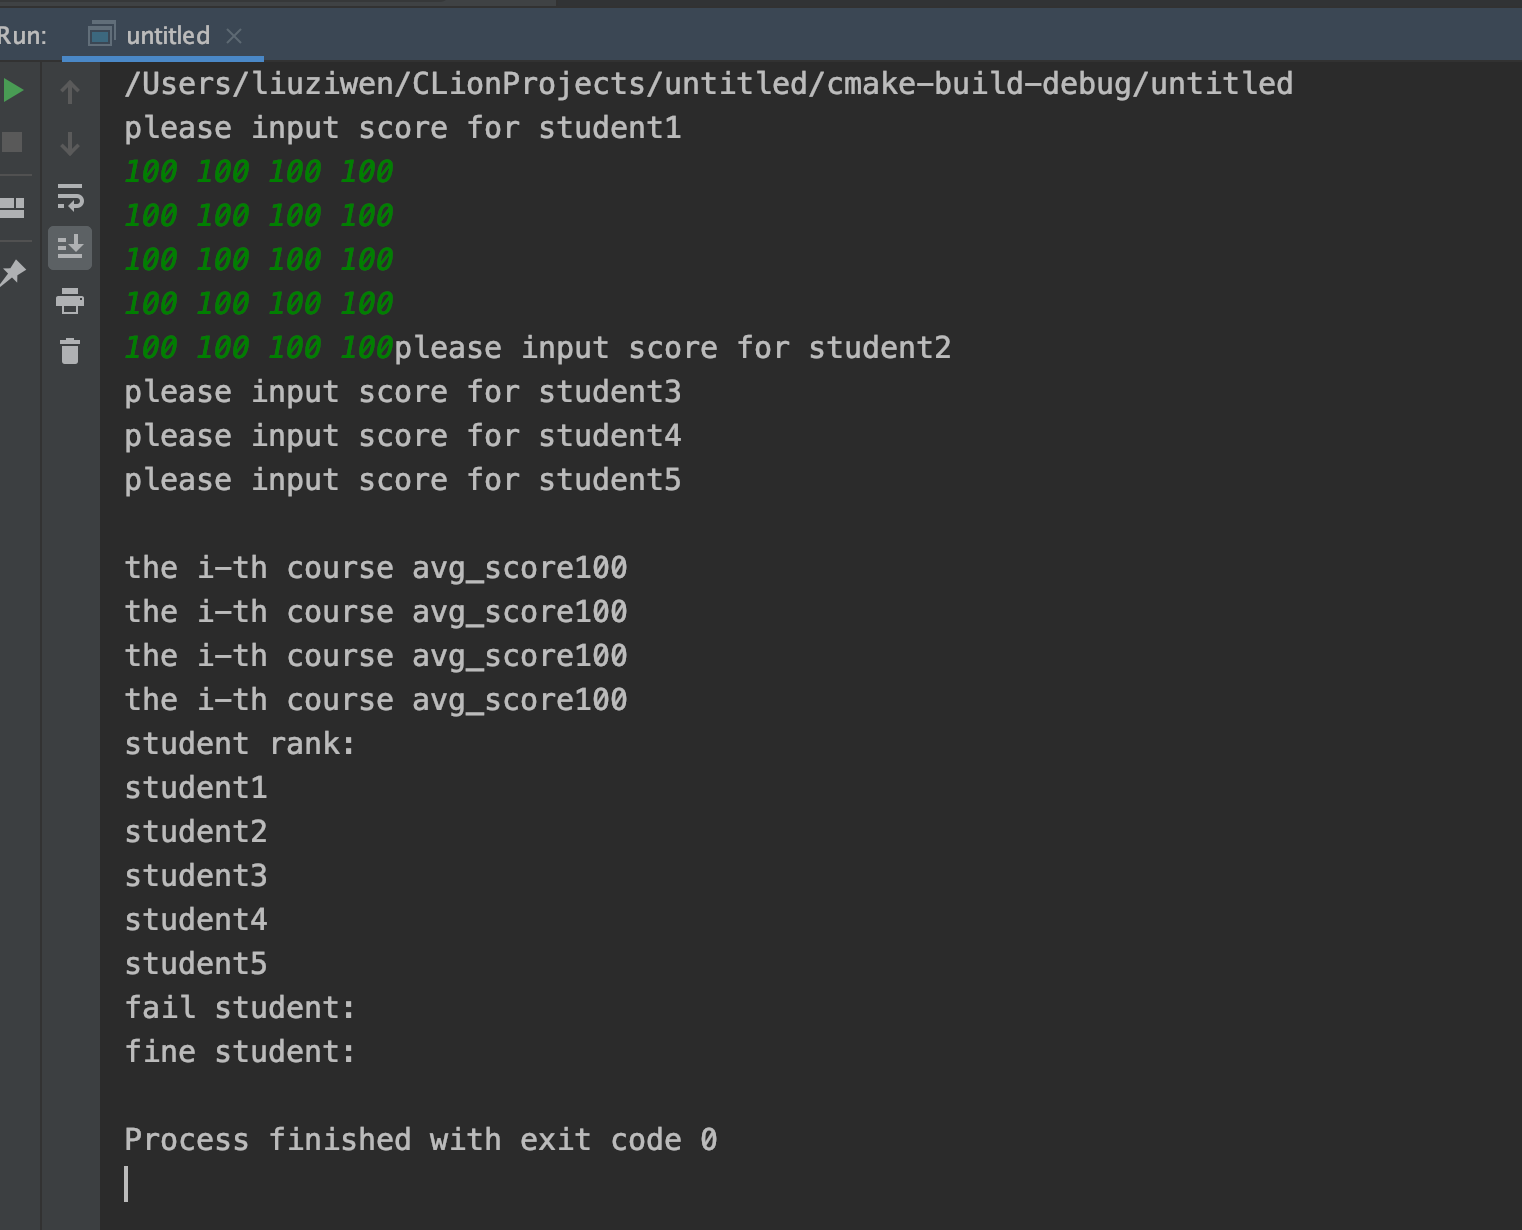 Run: untitled
/Users/liuziwen/CLionProjects/untitled/cmake-build-debug/untitled
please input score for student1
100 100 100 100
100 100 100 100
100 100 100 100
100 100 100 100
100 100 100 100please input score for student2
please input score for student3
please input score for student4
please input score for student5
the i-th course avg_score100
the i-th course avg_score100
the i-th course avg_score100
the i-th course avg_score100
student rank:
student1
student2
student3
student4
student5
fail student:
fine student:
Process finished with exit code 0